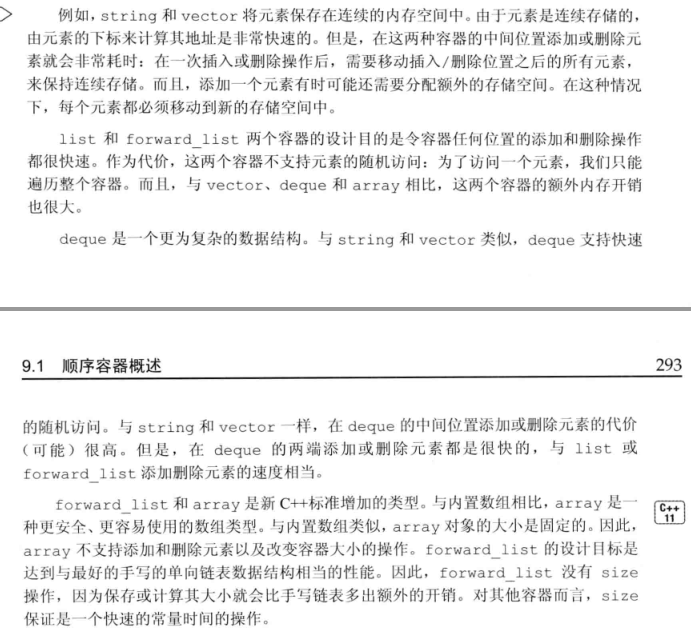 例如，string 和 vector 将元素保存在连续的内存空间中。由于元素是连续存储的，
由元素的下标来计算其地址是非常快速的。但是，在这两种容器的中间位置添加或删除元
素就会非常耗时：在一次插入或删除操作后，需要移动插入/删除位置之后的所有元素，
来保持连续存储。而且，添加一个元素有时可能还需要分配额外的存储空间。在这种情况
下，每个元素都必须移动到新的存储空间中。
list 和 forward_list 两个容器的设计目的是令容器任何位置的添加和删除操作
都很快速。作为代价，这两个容器不支持元素的随机访问：为了访问一个元素，我们只能
遍历整个容器。而且，与 vector、deque 和 array 相比，这两个容器的额外内存开销
也很大。
deque 是一个更为复杂的数据结构。与 string 和 vector 类似，deque 支持快速
9.1 顺序容器概述 293
的随机访问。与 string 和 vector 一样，在 deque 的中间位置添加或删除元素的代价
（可能）很高。但是，在 deque 的两端添加或删除元素都是很快的，与 list 或
forward_list 添加删除元素的速度相当。
forward_list 和 array 是新 C++标准增加的类型。与内置数组相比，array 是一
种更安全、更容易使用的数组类型。与内置数组类似，array 对象的大小是固定的。因此，
array 不支持添加和删除元素以及改变容器大小的操作。forward_list 的设计目标是
达到与最好的手写的单向链表数据结构相当的性能。因此，forward_list 没有 size
操作，因为保存或计算其大小就会比手写链表多出额外的开销。对其他容器而言，size
保证是一个快速的常量时间的操作。
C++
11